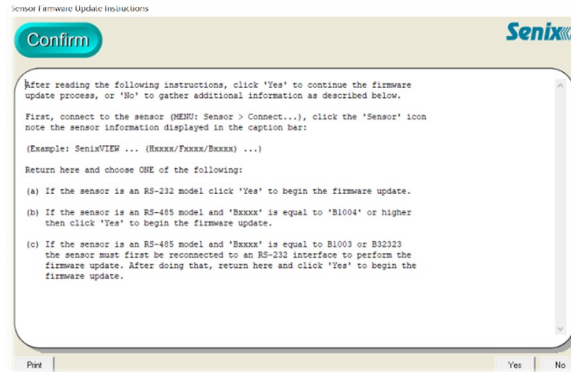 Sensor Firmware Update Instructions
Confirm
Senix
After reading the following instructions, click 'Yes' to continue the firmware
update process, or 'No' to gather additional information as described below.
First, connect to the sensor (MENU: Sensor > Connect...), click the 'Sensor' icon
note the sensor information displayed in the caption bar:
(Example: SenixVIEW ... (Hxxxx/Fxxxx/Bxxxx) ...)
Return here and choose ONE of the following:
(a) If the sensor is an RS-232 model click 'Yes' to begin the firmware update.
(b) If the sensor is an RS-485 model and 'Bxxxx' is equal to 'B1004' or higher
then click 'Yes' to begin the firmware update.
(c) If the sensor is an RS-485 model and 'Bxxxx' is equal to B1003 or B32323
the sensor must first be reconnected to an RS-232 interface to perform the
firmware update. After doing that, return here and click 'Yes' to begin the
firmware update.
Print
Yes
No